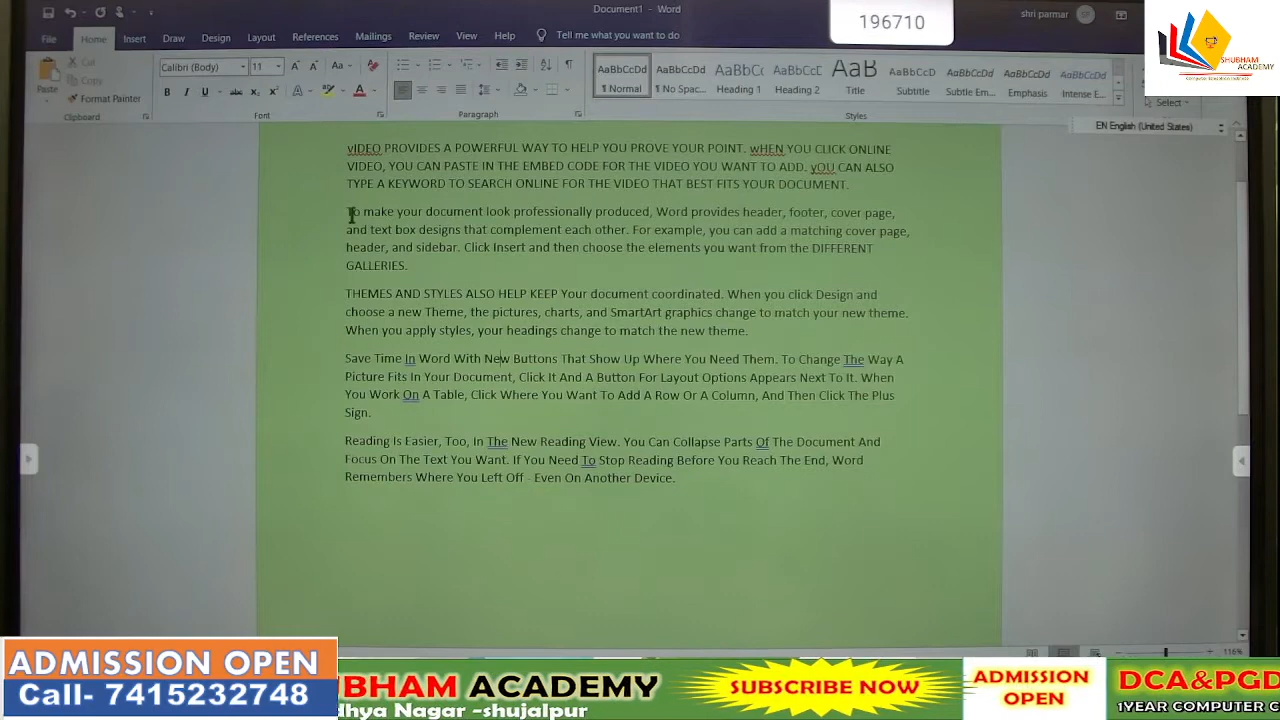 Document1 - Word
196710
shri parmar
SP
SHUBHAM
ACADEMY
File Home Insert Draw Design Layout References Mailings Review View Help Tell me what you want to do
Paste
Cut
Copy
Format Painter
Clipboard
Calibri (Body) 11
Font
Paragraph
AaBbCcDd AaBbCcDd AaBbC( AaBbCc( AaB AaBbCcD AaBbCcDd AaBbCcDd AaBbCcDd
¶ Normal ¶ No Spac... Heading 1 Heading 2 Title Subtitle Subtle Em... Emphasis Intense E...
Styles
Select
EN English (United States)
vIDEO PROVIDES A POWERFUL WAY TO HELP YOU PROVE YOUR POINT. wHEN YOU CLICK ONLINE
VIDEO, YOU CAN PASTE IN THE EMBED CODE FOR THE VIDEO YOU WANT TO ADD. yOU CAN ALSO
TYPE A KEYWORD TO SEARCH ONLINE FOR THE VIDEO THAT BEST FITS YOUR DOCUMENT.
To make your document look professionally produced, Word provides header, footer, cover page,
and text box designs that complement each other. For example, you can add a matching cover page,
header, and sidebar. Click Insert and then choose the elements you want from the DIFFERENT
GALLERIES.
THEMES AND STYLES ALSO HELP KEEP Your document coordinated. When you click Design and
choose a new Theme, the pictures, charts, and SmartArt graphics change to match your new theme.
When you apply styles, your headings change to match the new theme.
Save Time In Word With New Buttons That Show Up Where You Need Them. To Change The Way A
Picture Fits In Your Document, Click It And A Button For Layout Options Appears Next To It. When
You Work On A Table, Click Where You Want To Add A Row Or A Column, And Then Click The Plus
Sign.
Reading Is Easier, Too, In The New Reading View. You Can Collapse Parts Of The Document And
Focus On The Text You Want. If You Need To Stop Reading Before You Reach The End, Word
Remembers Where You Left Off - Even On Another Device.
116%
ADMISSION OPEN
Call- 7415232748
BHAM ACADEMY
dhya Nagar -shujalpur
SUBSCRIBE NOW
ADMISSION
OPEN
DCA&PGD
1YEAR COMPUTER C